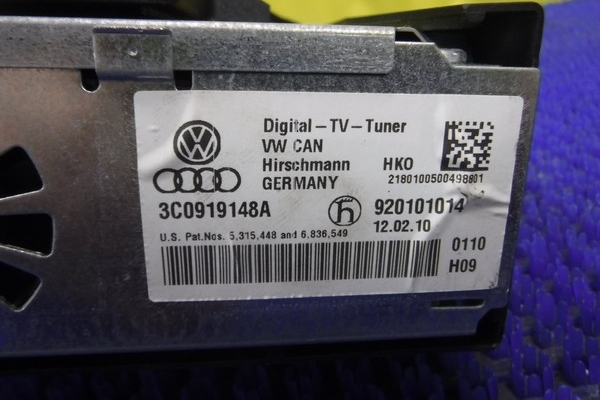 Digital-TV-Tuner
VW CAN
Hirschmann HKO
GERMANY 2180100500498801
3C0919148A h 920101014
12.02.10
U.S. Pat.Nos. 5,315,448 and 6,836,549
0110
H09